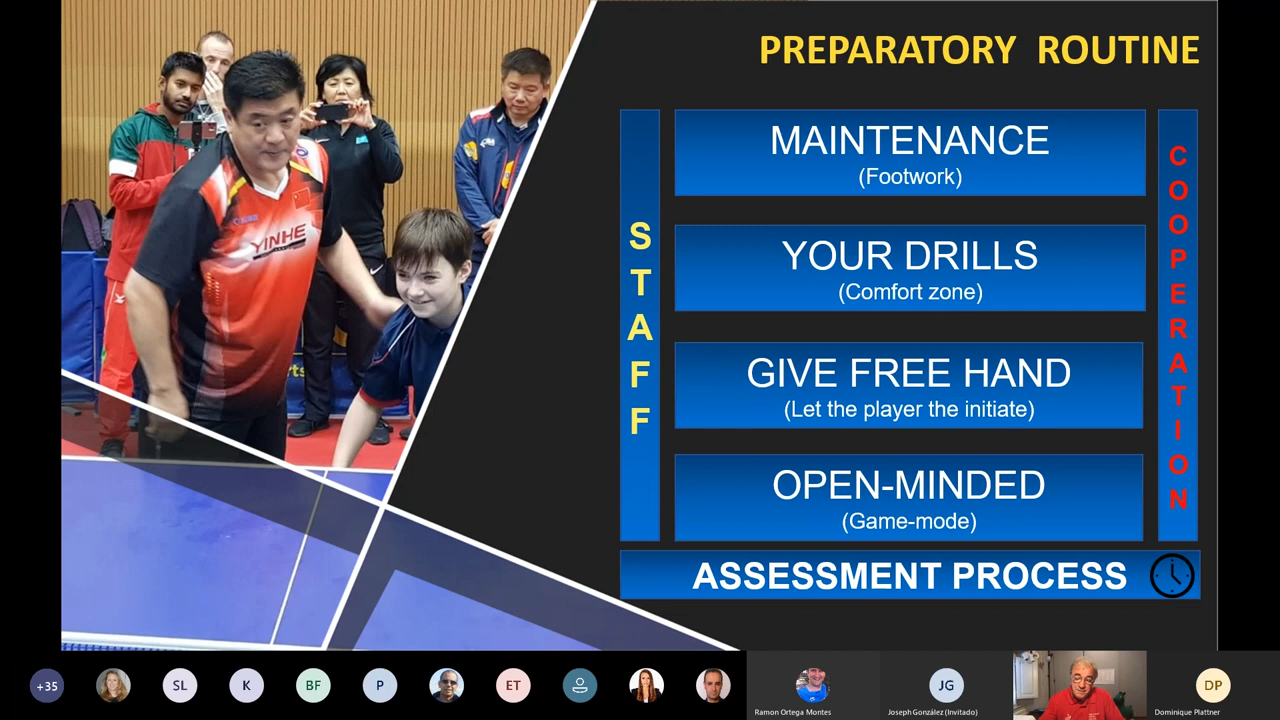 PREPARATORY ROUTINE
STAFF
MAINTENANCE
(Footwork)
YOUR DRILLS
(Comfort zone)
GIVE FREE HAND
(Let the player the initiate)
OPEN-MINDED
(Game-mode)
COOPERATION
ASSESSMENT PROCESS
YINHE
+35
SL
K
BF
P
ET
Ramon Ortega Montes
JG
Joseph González (Invitado)
DP
Dominique Plattner